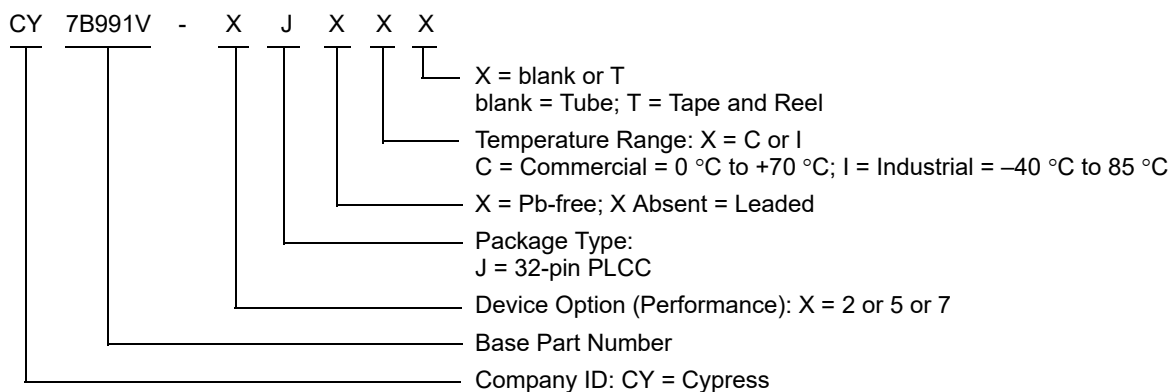 CY 7B991V - X J X X X
X = blank or T
blank = Tube; T = Tape and Reel
Temperature Range: X = C or I
C = Commercial = 0 °C to +70 °C; I = Industrial = –40 °C to 85 °C
X = Pb-free; X Absent = Leaded
Package Type:
J = 32-pin PLCC
Device Option (Performance): X = 2 or 5 or 7
Base Part Number
Company ID: CY = Cypress